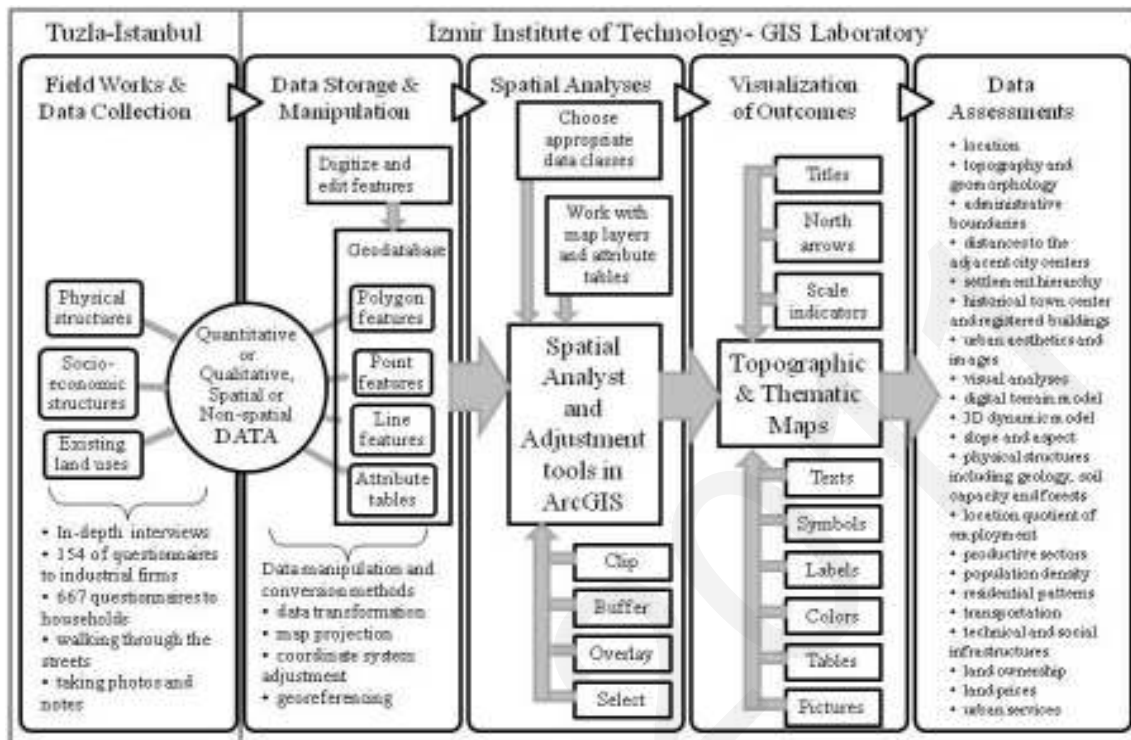 Tuzla-İstanbul
İzmir Institute of Technology- GIS Laboratory
Field Works &
Data Collection
Physical
structures
Socio-
economic
structures
Existing
land uses
Quantitative
or
Qualitative,
Spatial or
Non-spatial
DATA
• In-depth interviews
• 154 of questionnaires
to industrial firms
• 667 questionnaires to
households
• walking through the
streets
• taking photos and
notes
Data Storage &
Manipulation
Digitize and
edit features
Geodatabase
Polygon
features
Point
features
Line
features
Attribute
tables
Data manipulation and
conversion methods
• data transformation
• map projection
• coordinate system
adjustment
• georeferencing
Spatial Analyses
Choose
appropriate
data classes
Work with
map layers
and attribute
tables
Spatial
Analyst
and
Adjustment
tools in
ArcGIS
Clip
Buffer
Overlay
Select
Visualization
of Outcomes
Titles
North
arrows
Scale
indicators
Topographic
& Thematic
Maps
Texts
Symbols
Labels
Colors
Tables
Pictures
Data
Assessments
• location
• topography and
geomorphology
• administrative
boundaries
• distances to the
adjacent city centers
• settlement hierarchy
• historical town center
and registered buildings
• urban aesthetics and
images
• visual analyses
• digital terrain model
• 3D dynamic model
• slope and aspect
• physical structures
including geology, soil
capacity and forests
• location quotient of
employment
• productive sectors
• population density
• residential patterns
• transportation
• technical and social
infrastructures
• land ownership
• land prices
• urban services